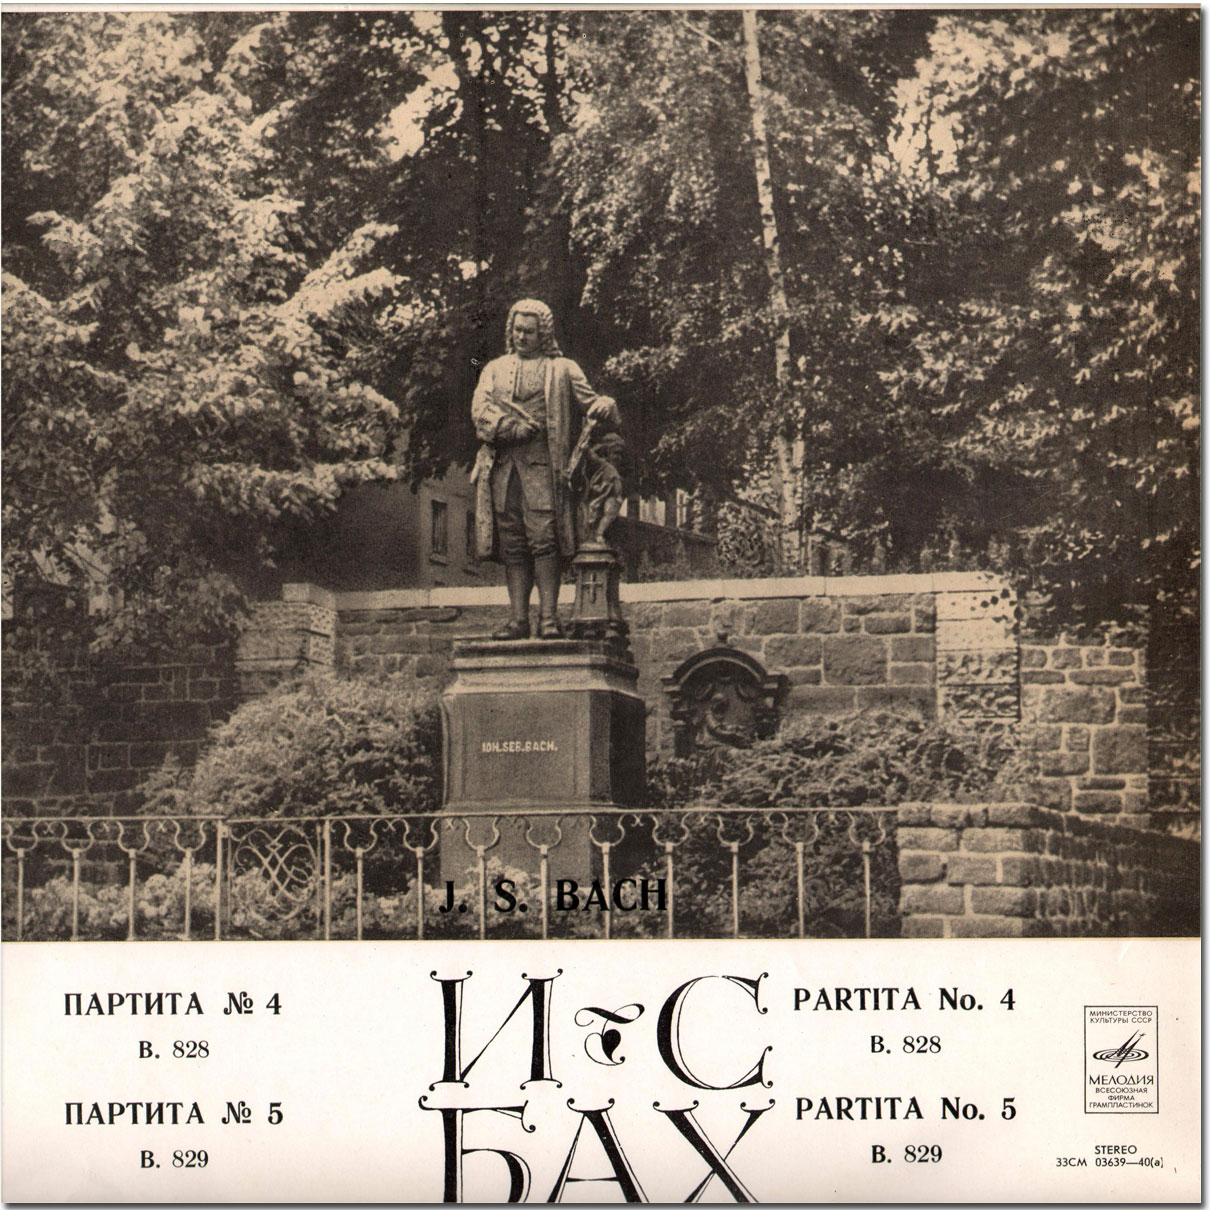 IOH.SEB.BACH.
J. S. BACH
ПАРТИТА № 4
В. 828
ПАРТИТА № 5
В. 829
И С
БАХ
PARTITA No. 4
B. 828
PARTITA No. 5
B. 829
МИНИСТЕРСТВО
КУЛЬТУРЫ СССР
МЕЛОДИЯ
ВСЕСОЮЗНАЯ
ФИРМА
ГРАМПЛАСТИНОК
STEREO
33СМ 03639—40(а)